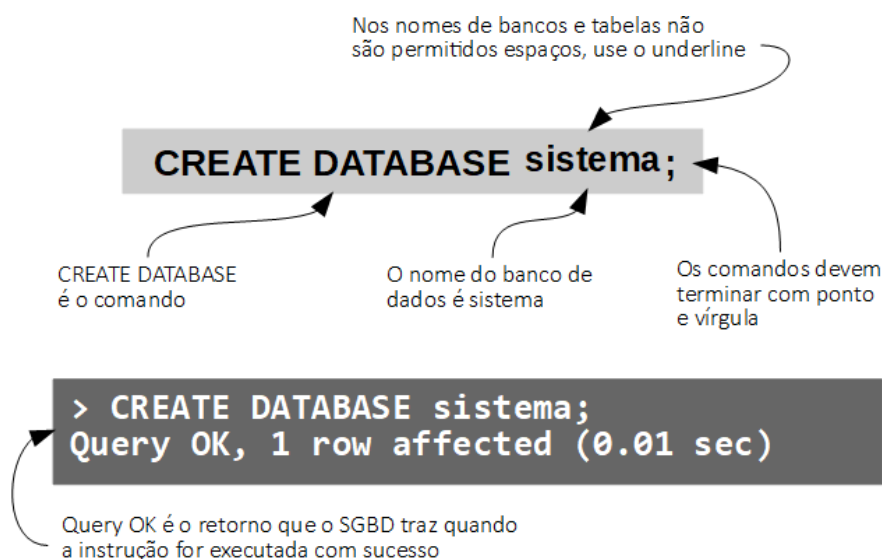 Nos nomes de bancos e tabelas não
são permitidos espaços, use o underline
CREATE DATABASE sistema;
CREATE DATABASE
é o comando
O nome do banco de
dados é sistema
Os comandos devem
terminar com ponto
e vírgula
> CREATE DATABASE sistema;
Query OK, 1 row affected (0.01 sec)
Query OK é o retorno que o SGBD traz quando
a instrução for executada com sucesso